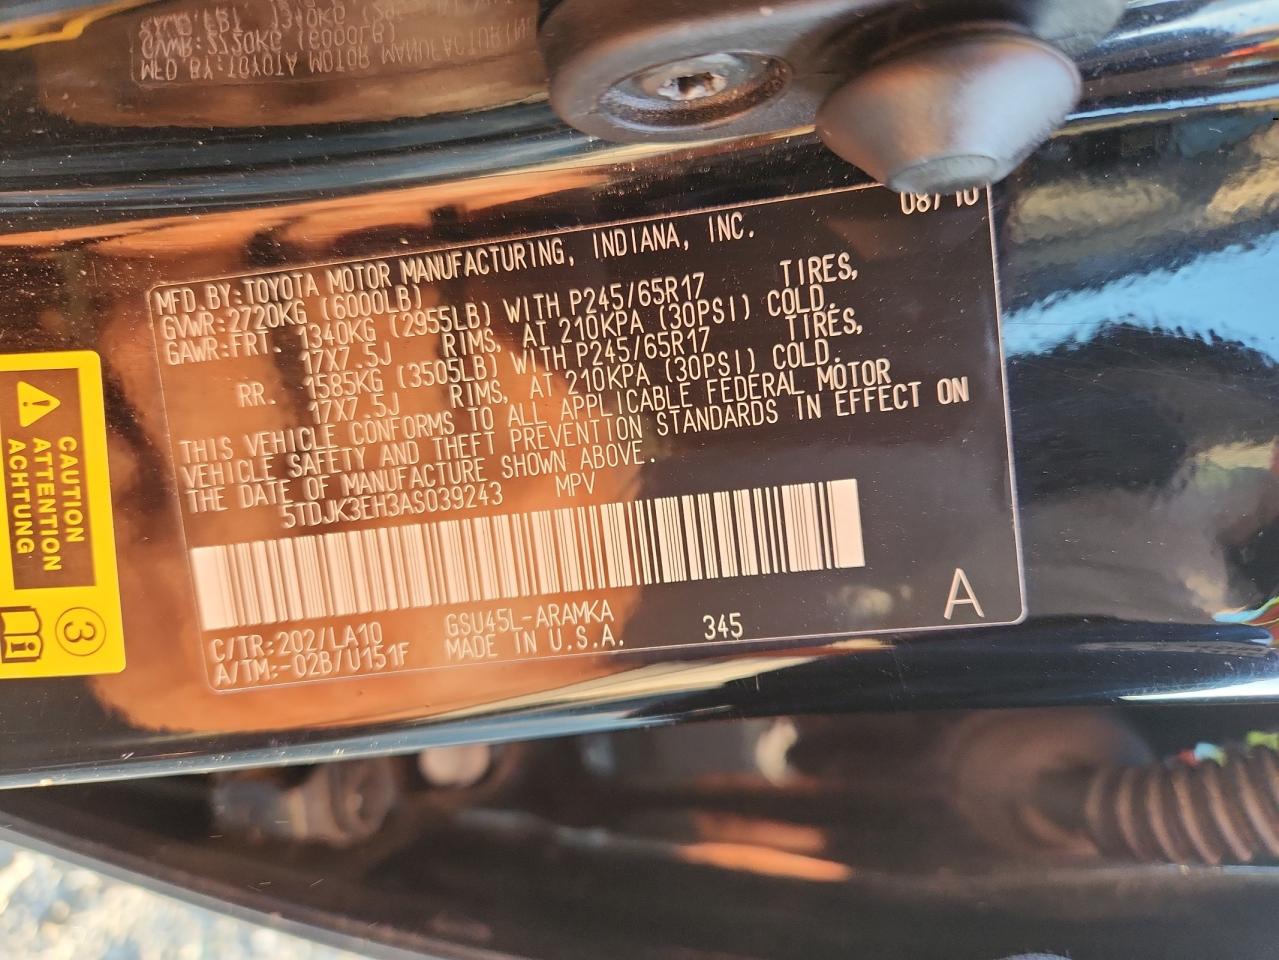 08/10
MFD.BY:TOYOTA MOTOR MANUFACTURING, INDIANA, INC.
GVWR:2720KG (6000LB)
GAWR:FRT. 1340KG (2955LB) WITH P245/65R17 TIRES,
17X7.5J RIMS, AT 210KPA (30PSI) COLD.
RR. 1585KG (3505LB) WITH P245/65R17 TIRES,
17X7.5J RIMS, AT 210KPA (30PSI) COLD.
THIS VEHICLE CONFORMS TO ALL APPLICABLE FEDERAL MOTOR
VEHICLE SAFETY AND THEFT PREVENTION STANDARDS IN EFFECT ON
THE DATE OF MANUFACTURE SHOWN ABOVE.
5TDJK3EH3AS039243 MPV
C/TR:202/LA10 GSU45L-ARAMKA 345
A/TM:-02B/U151F MADE IN U.S.A.
A
CAUTION
ATTENTION
ACHTUNG
3